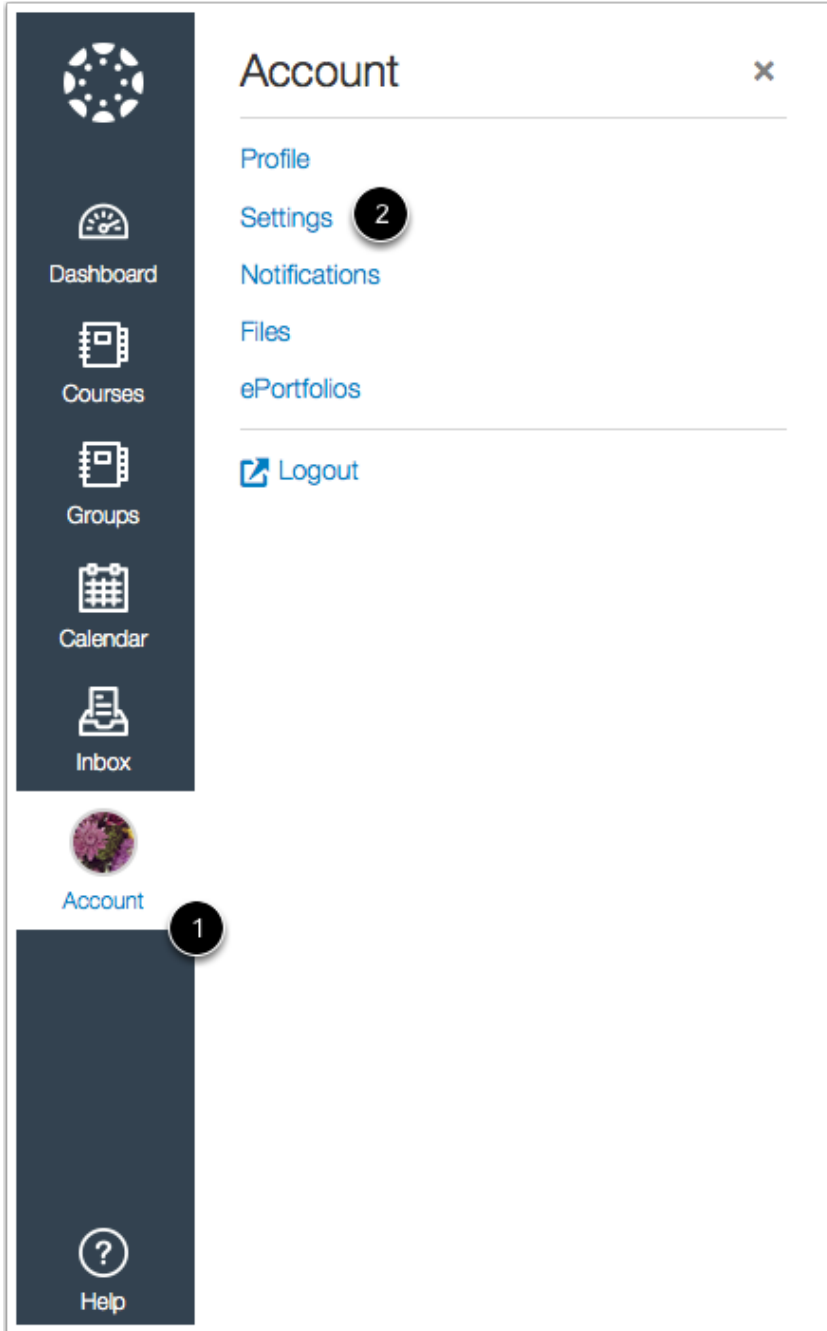 Dashboard
Courses
Groups
Calendar
Inbox
Account
1
?
Help
Account
×
Profile
Settings 2
Notifications
Files
ePortfolios
Logout